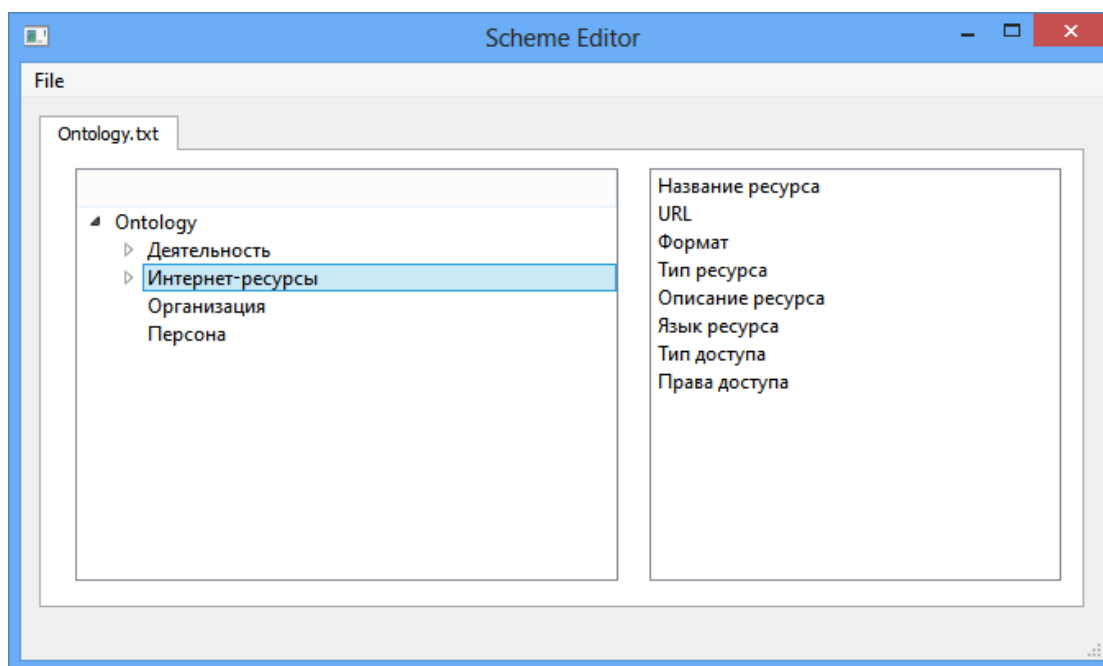 Scheme Editor
File
Ontology.txt
Ontology
Деятельность
Интернет-ресурсы
Организация
Персона
Название ресурса
URL
Формат
Тип ресурса
Описание ресурса
Язык ресурса
Тип доступа
Права доступа